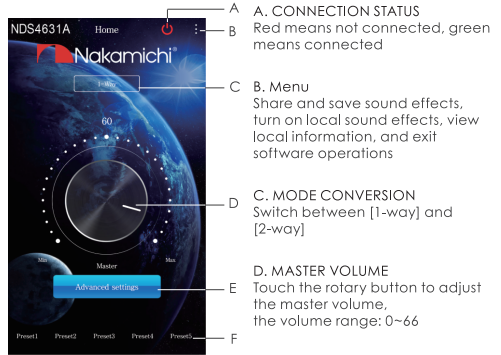 NDS4631A
Home
Nakamichi®
1-Way
60
Min
Max
Master
Advanced settings
Preset1 Preset2 Preset3 Preset4 Preset5
A
B
C
D
E
F
A. CONNECTION STATUS
Red means not connected, green
means connected
B. Menu
Share and save sound effects,
turn on local sound effects, view
local information, and exit
software operations
C. MODE CONVERSION
Switch between [1-way] and
[2-way]
D. MASTER VOLUME
Touch the rotary button to adjust
the master volume,
the volume range: 0~66